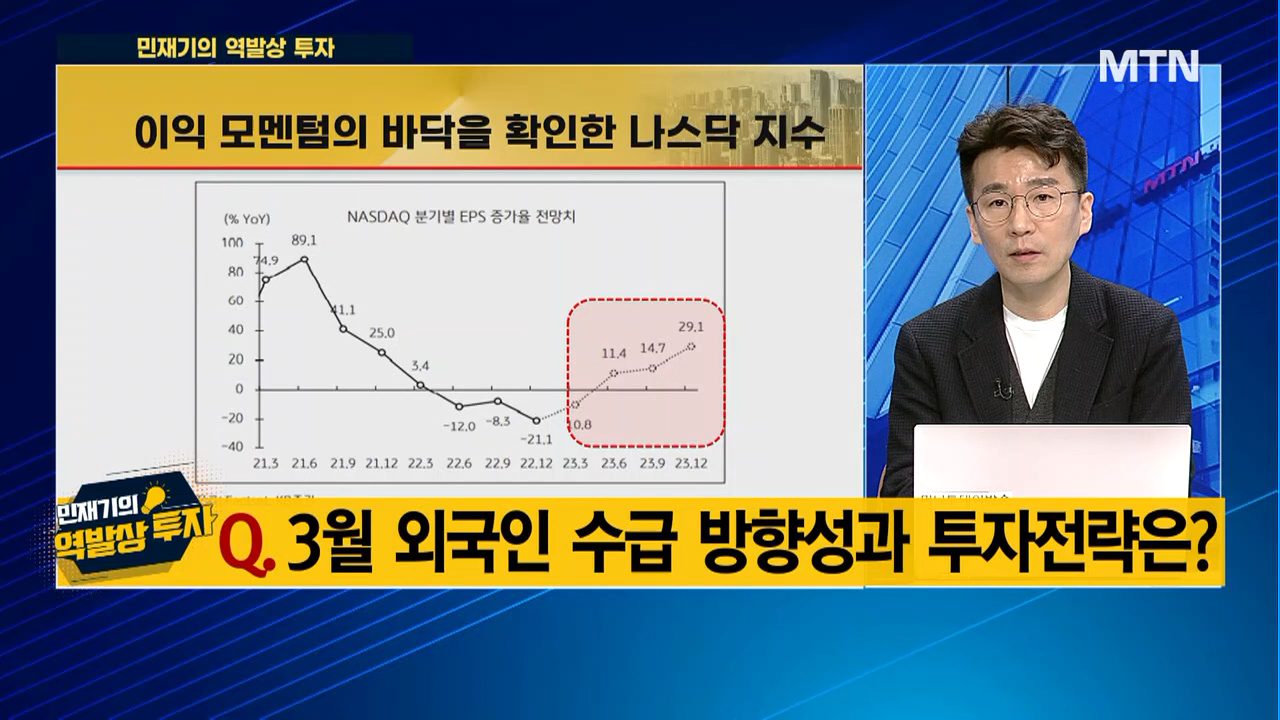 민재기의 역발상 투자
MTN
이익 모멘텀의 바닥을 확인한 나스닥 지수
MTN
(% YoY)
NASDAQ 분기별 EPS 증가율 전망치
100
80
60
40
20
0
−20
−40
74.9
89.1
41.1
25.0
3.4
−12.0
−8.3
−21.1
10.8
11.4
14.7
29.1
21.3 21.6 21.9 21.12 22.3 22.6 22.9 22.12 23.3 23.6 23.9 23.12
민재기의
역발상 투자
Q. 3월 외국인 수급 방향성과 투자전략은?